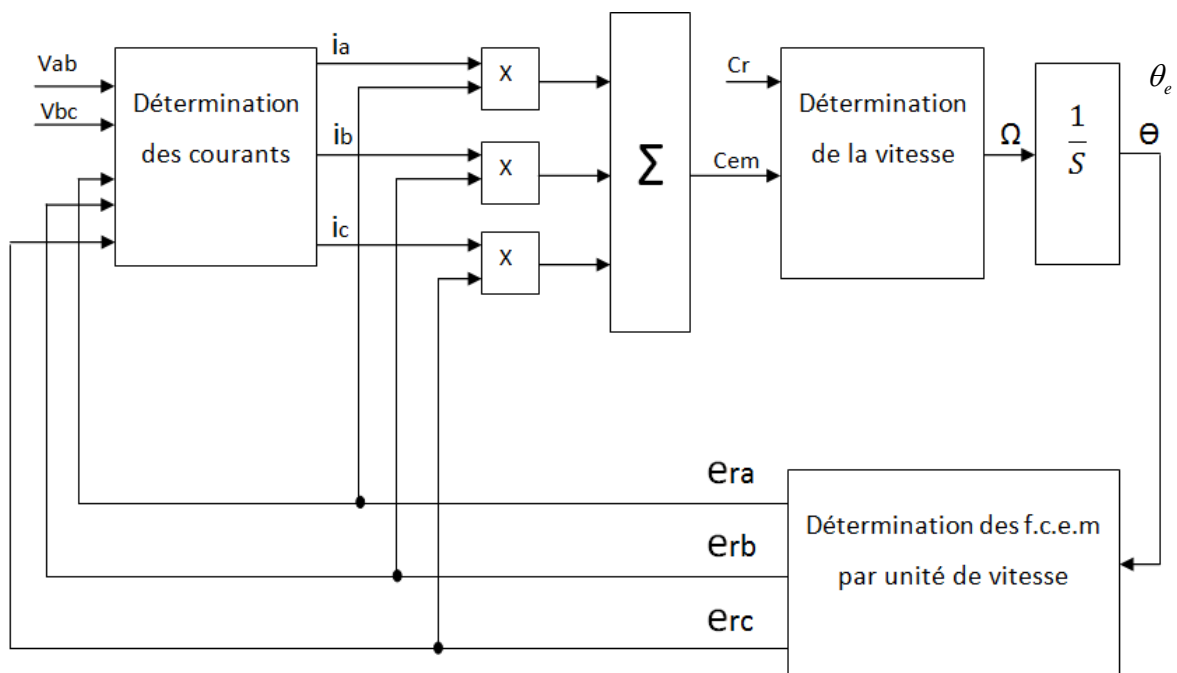 Vab
Vbc
Détermination
des courants
ia
ib
ic
X
X
X
Σ
Cr
Cem
Détermination
de la vitesse
Ω
1
S
θe
Θ
era
erb
erc
Détermination des f.c.e.m
par unité de vitesse